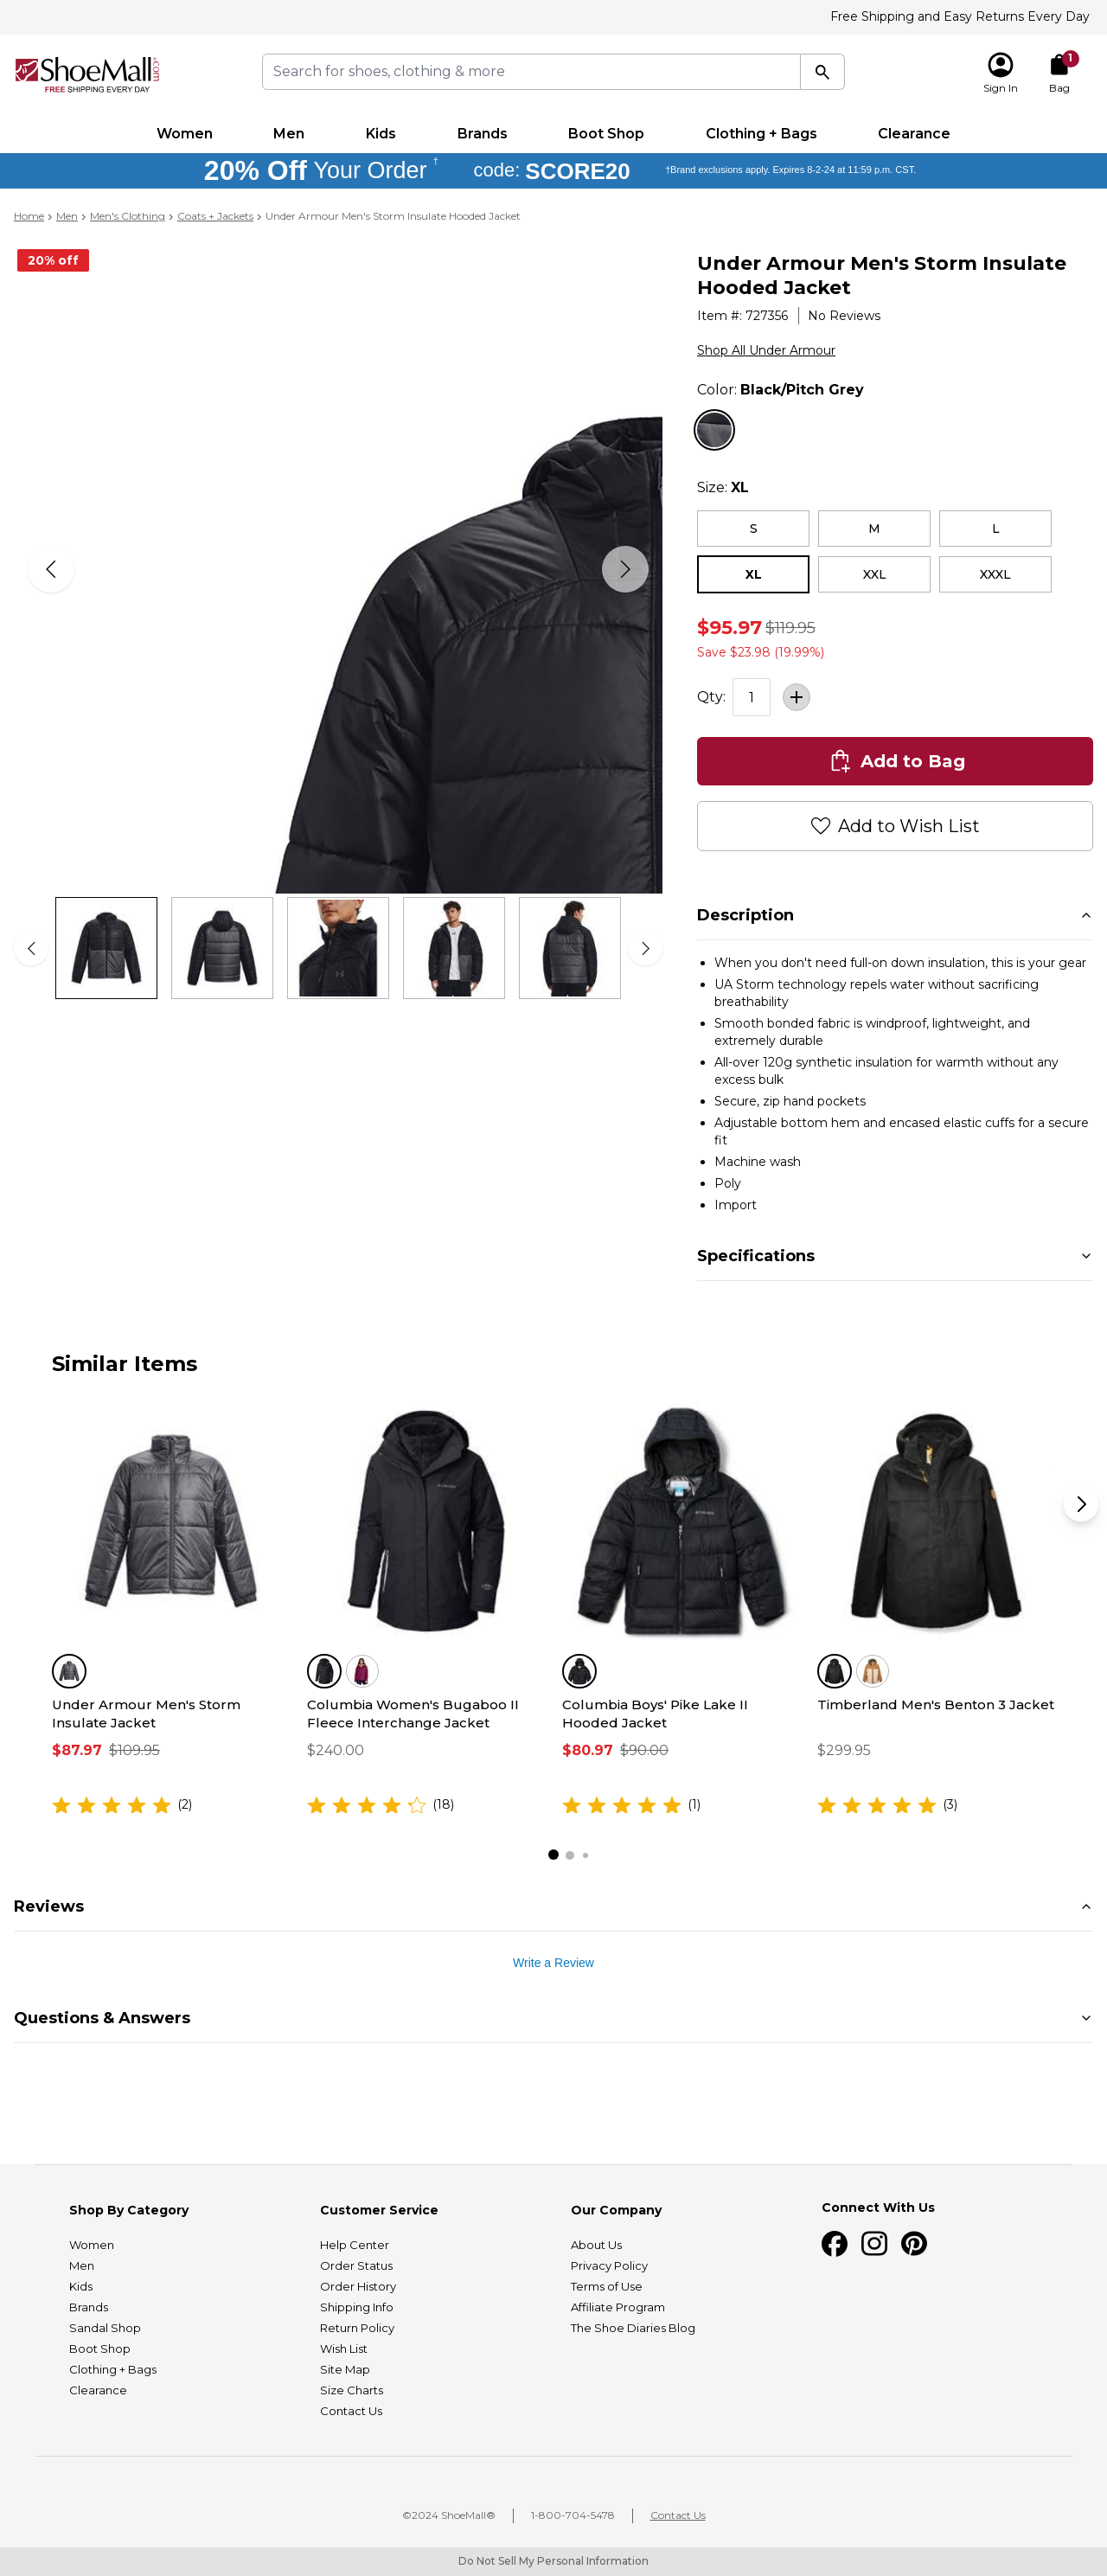 Free Shipping and Easy Returns Every Day
ShoeMall.com
FREE SHIPPING EVERY DAY
Search for shoes, clothing & more
1
Sign In
Bag
Women
Men
Kids
Brands
Boot Shop
Clothing + Bags
Clearance
20% Off Your Order † code: SCORE20 †Brand exclusions apply. Expires 8-2-24 at 11:59 p.m. CST.
Home > Men > Men's Clothing > Coats + Jackets > Under Armour Men's Storm Insulate Hooded Jacket
20% off
Under Armour Men's Storm Insulate
Hooded Jacket
Item #: 727356 | No Reviews
Shop All Under Armour
Color: Black/Pitch Grey
Size: XL
S
M
L
XL
XXL
XXXL
$95.97 $119.95
Save $23.98 (19.99%)
Qty: 1
Add to Bag
Add to Wish List
Description
• When you don't need full-on down insulation, this is your gear
• UA Storm technology repels water without sacrificing
breathability
• Smooth bonded fabric is windproof, lightweight, and
extremely durable
• All-over 120g synthetic insulation for warmth without any
excess bulk
• Secure, zip hand pockets
• Adjustable bottom hem and encased elastic cuffs for a secure
fit
• Machine wash
• Poly
• Import
Specifications
Similar Items
Under Armour Men's Storm
Insulate Jacket
$87.97 $109.95
(2)
Columbia Women's Bugaboo II
Fleece Interchange Jacket
$240.00
(18)
Columbia Boys' Pike Lake II
Hooded Jacket
$80.97 $90.00
(1)
Timberland Men's Benton 3 Jacket
$299.95
(3)
Reviews
Write a Review
Questions & Answers
Shop By Category
Women
Men
Kids
Brands
Sandal Shop
Boot Shop
Clothing + Bags
Clearance
Customer Service
Help Center
Order Status
Order History
Shipping Info
Return Policy
Wish List
Site Map
Size Charts
Contact Us
Our Company
About Us
Privacy Policy
Terms of Use
Affiliate Program
The Shoe Diaries Blog
Connect With Us
©2024 ShoeMall® | 1-800-704-5478 | Contact Us
Do Not Sell My Personal Information